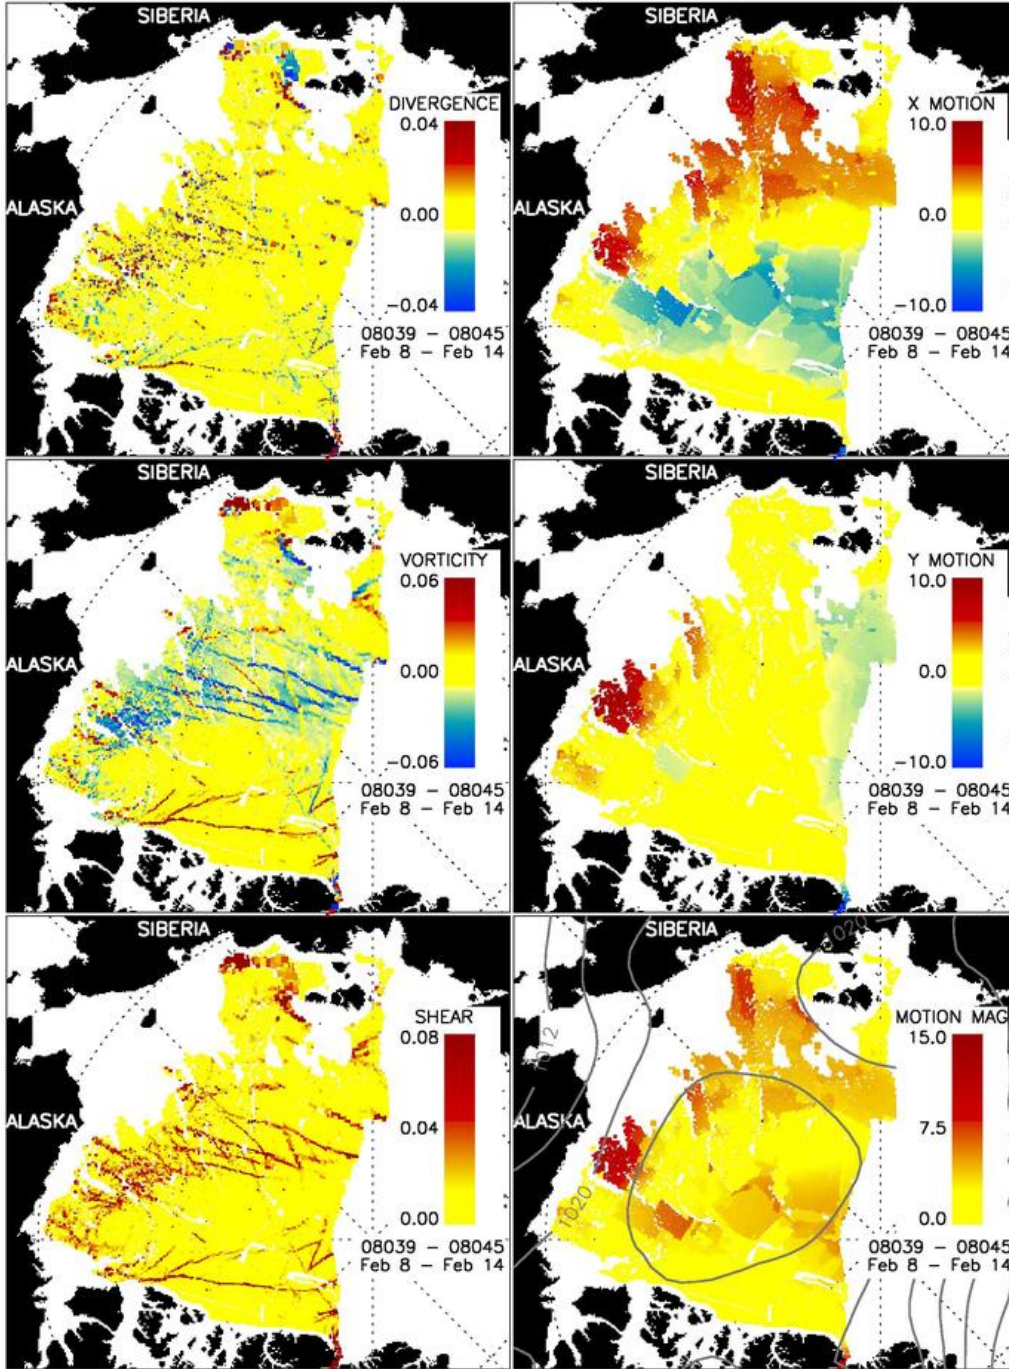 SIBERIA
DIVERGENCE
0.04
0.00
-0.04
ALASKA
08039 - 08045
Feb 8 - Feb 14
SIBERIA
X MOTION
10.0
0.0
-10.0
ALASKA
08039 - 08045
Feb 8 - Feb 14
SIBERIA
VORTICITY
0.06
0.00
-0.06
ALASKA
08039 - 08045
Feb 8 - Feb 14
SIBERIA
Y MOTION
10.0
0.0
-10.0
ALASKA
08039 - 08045
Feb 8 - Feb 14
SIBERIA
SHEAR
0.08
0.04
0.00
ALASKA
08039 - 08045
Feb 8 - Feb 14
SIBERIA
1020
MOTION MAG
15.0
7.5
0.0
1012
ALASKA
1020
08039 - 08045
Feb 8 - Feb 14